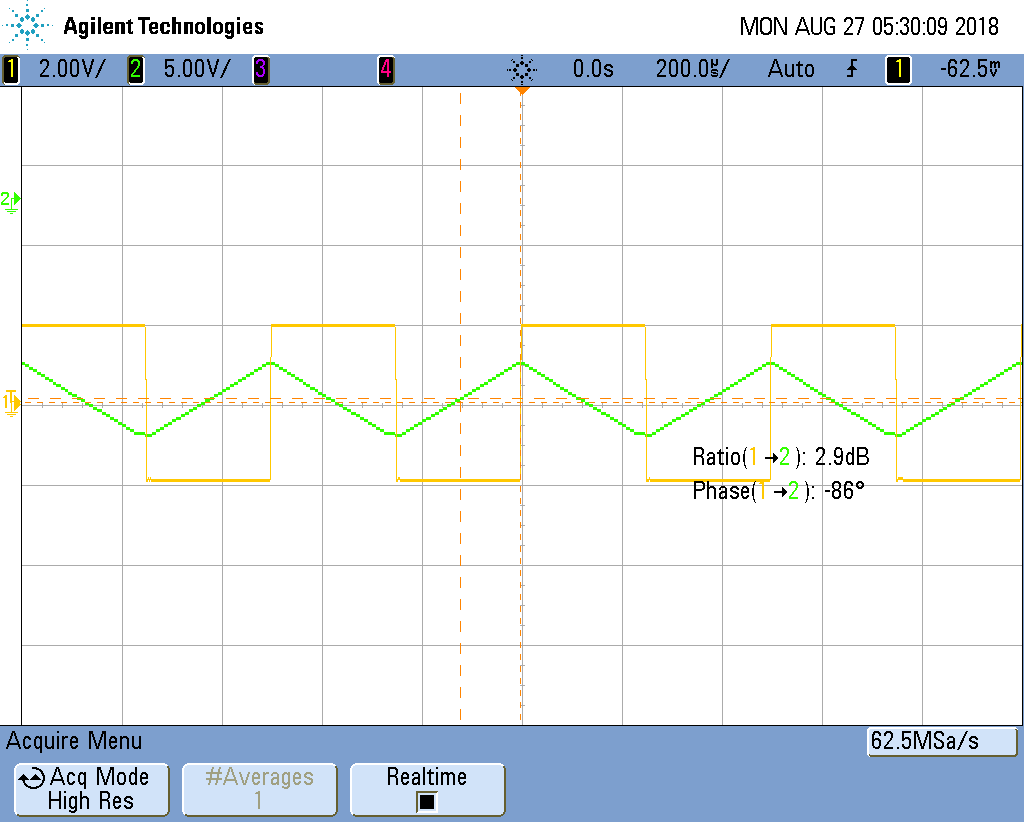 Agilent Technologies MON AUG 27 05:30:09 2018
1 2.00V/ 2 5.00V/ 3 4 0.0s 200.0µs/ Auto 1 -62.5mV
2
1
Ratio(1→2): 2.9dB
Phase(1→2): -86°
Acquire Menu 62.5MSa/s
Acq Mode #Averages Realtime
High Res 1